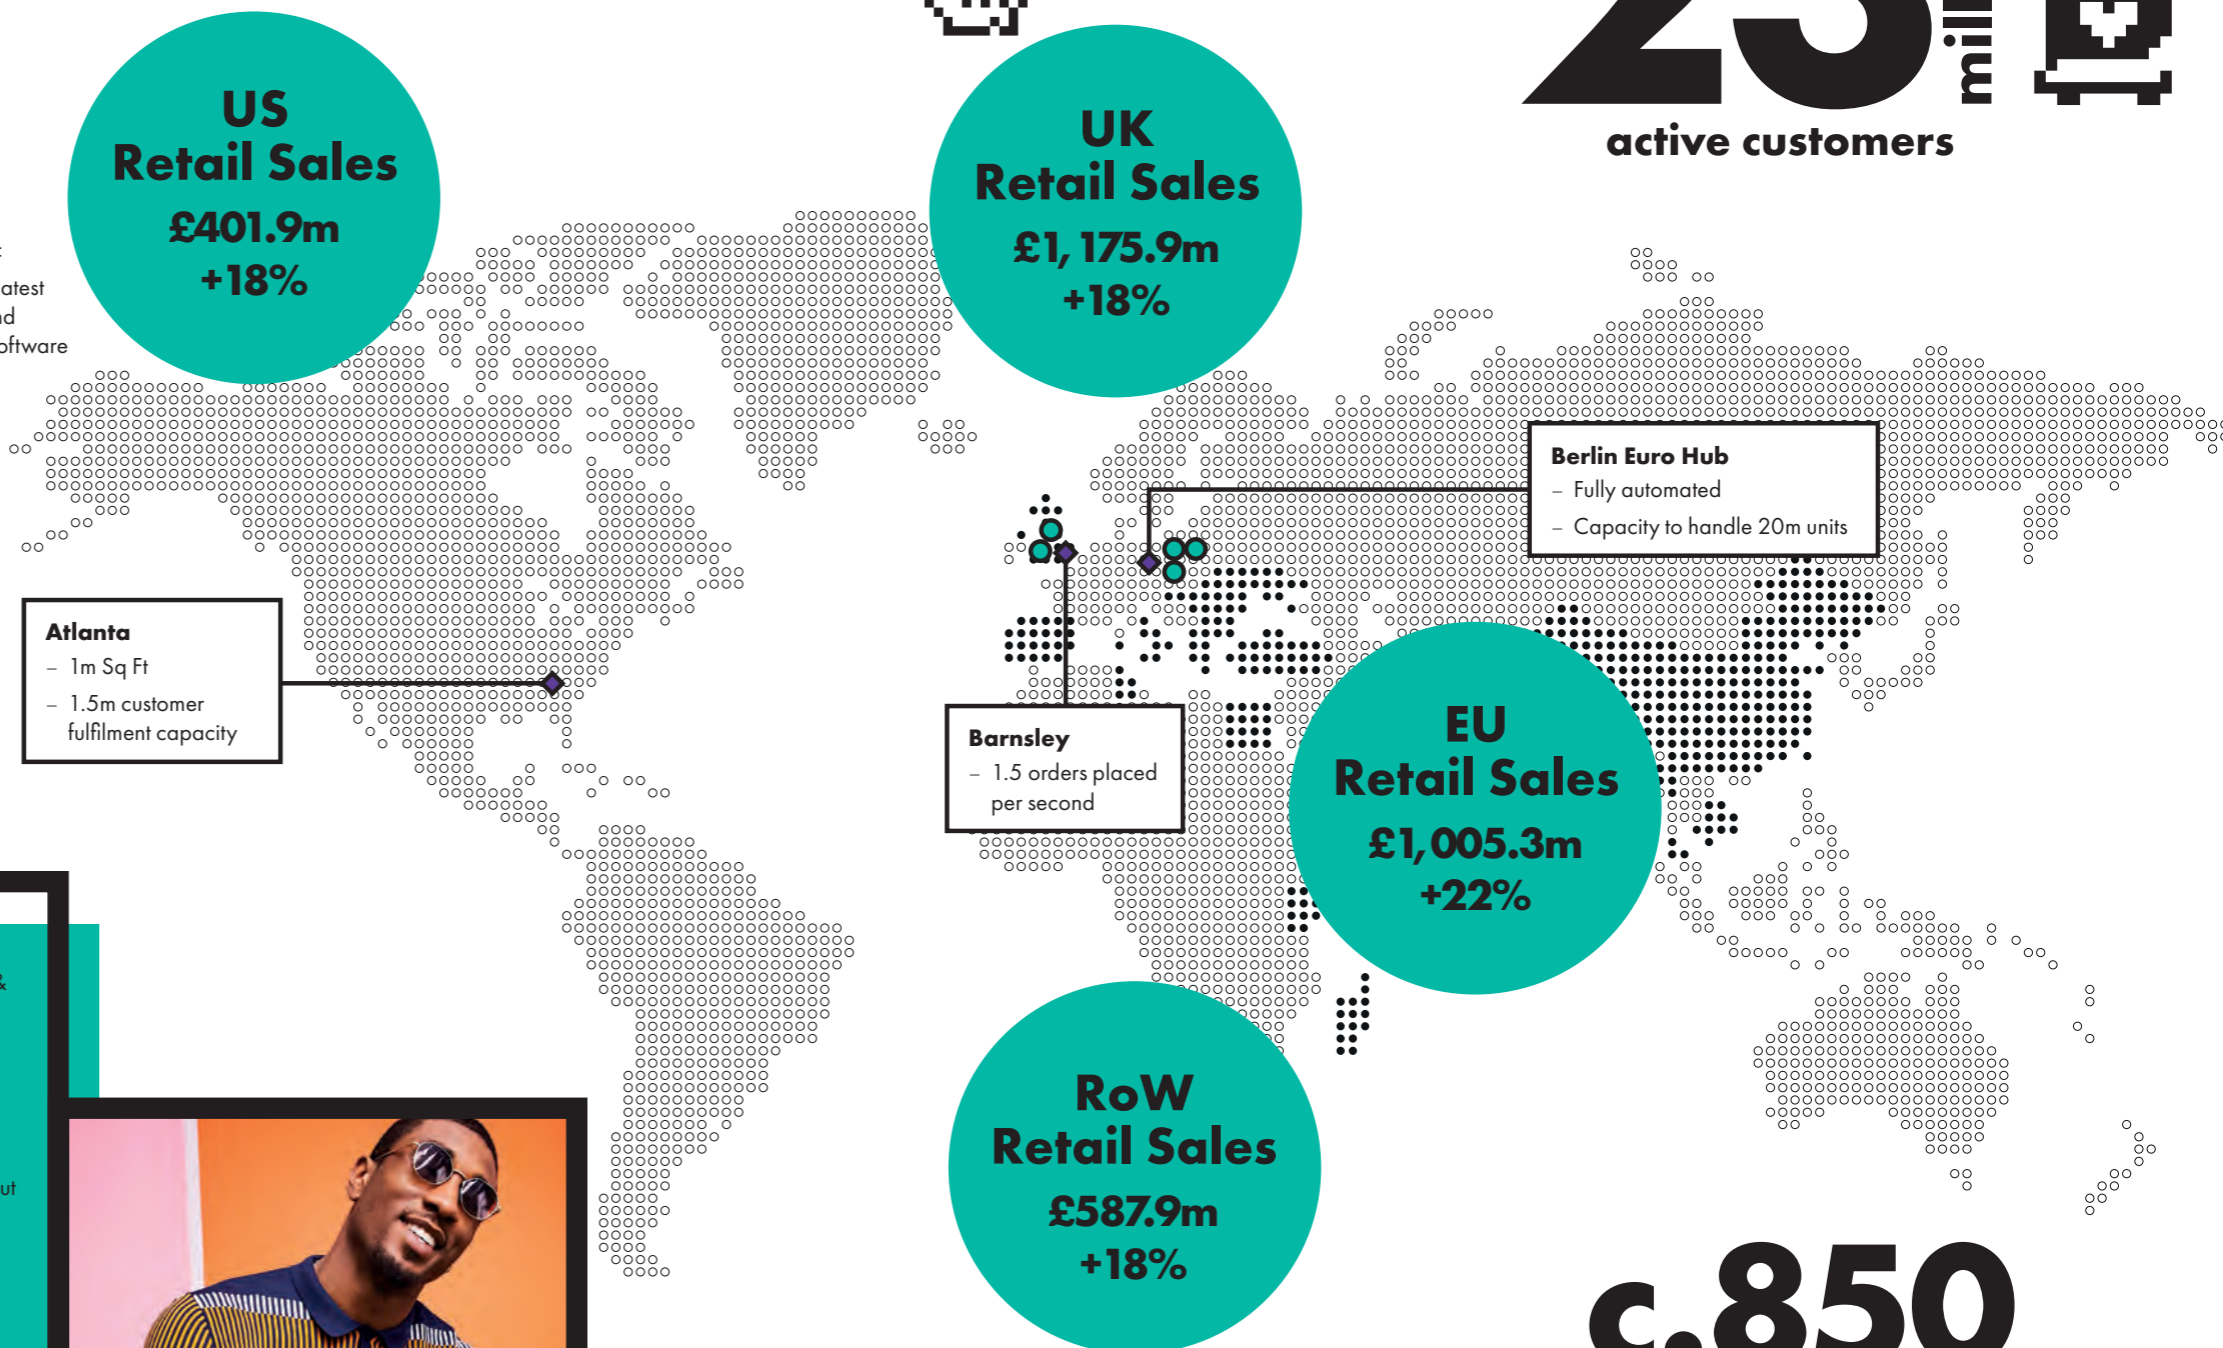 US
Retail Sales
£401.9m
+18%
UK
Retail Sales
£1,175.9m
+18%
active customers
Berlin Euro Hub
– Fully automated
– Capacity to handle 20m units
Atlanta
– 1m Sq Ft
– 1.5m customer
fulfilment capacity
Barnsley
– 1.5 orders placed
per second
EU
Retail Sales
£1,005.3m
+22%
&
RoW
Retail Sales
£587.9m
+18%
c.850